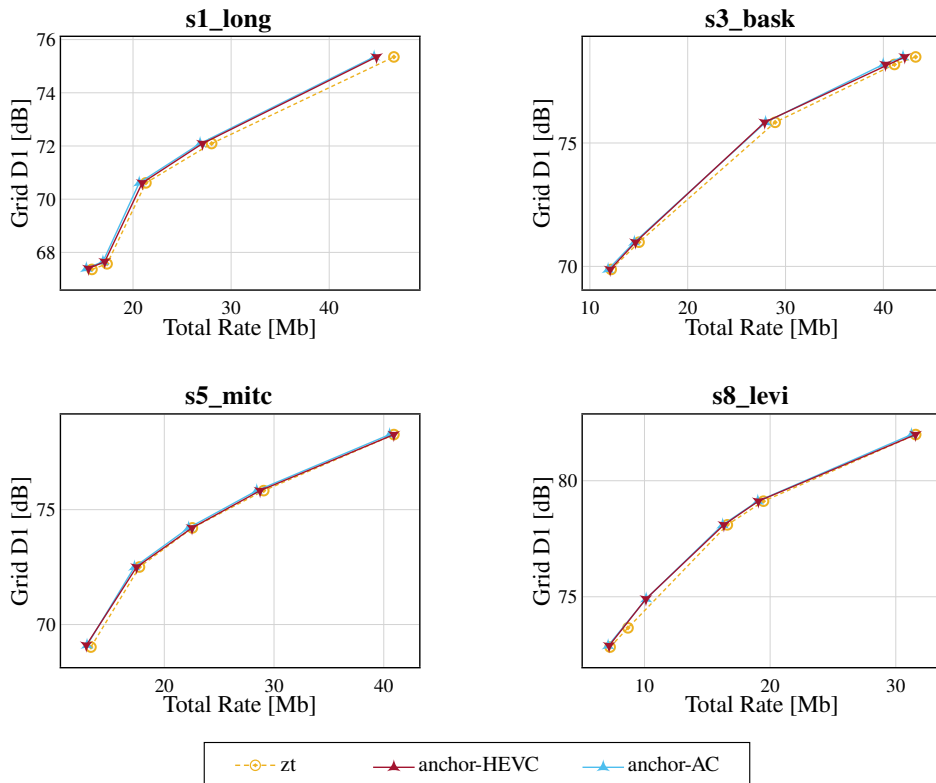 s1_long
76
74
72
70
68
Grid D1 [dB]
20 30 40
Total Rate [Mb]
s3_bask
75
70
Grid D1 [dB]
10 20 30 40
Total Rate [Mb]
s5_mitc
75
70
Grid D1 [dB]
20 30 40
Total Rate [Mb]
s8_levi
80
75
Grid D1 [dB]
10 20 30
Total Rate [Mb]
zt anchor-HEVC anchor-AC